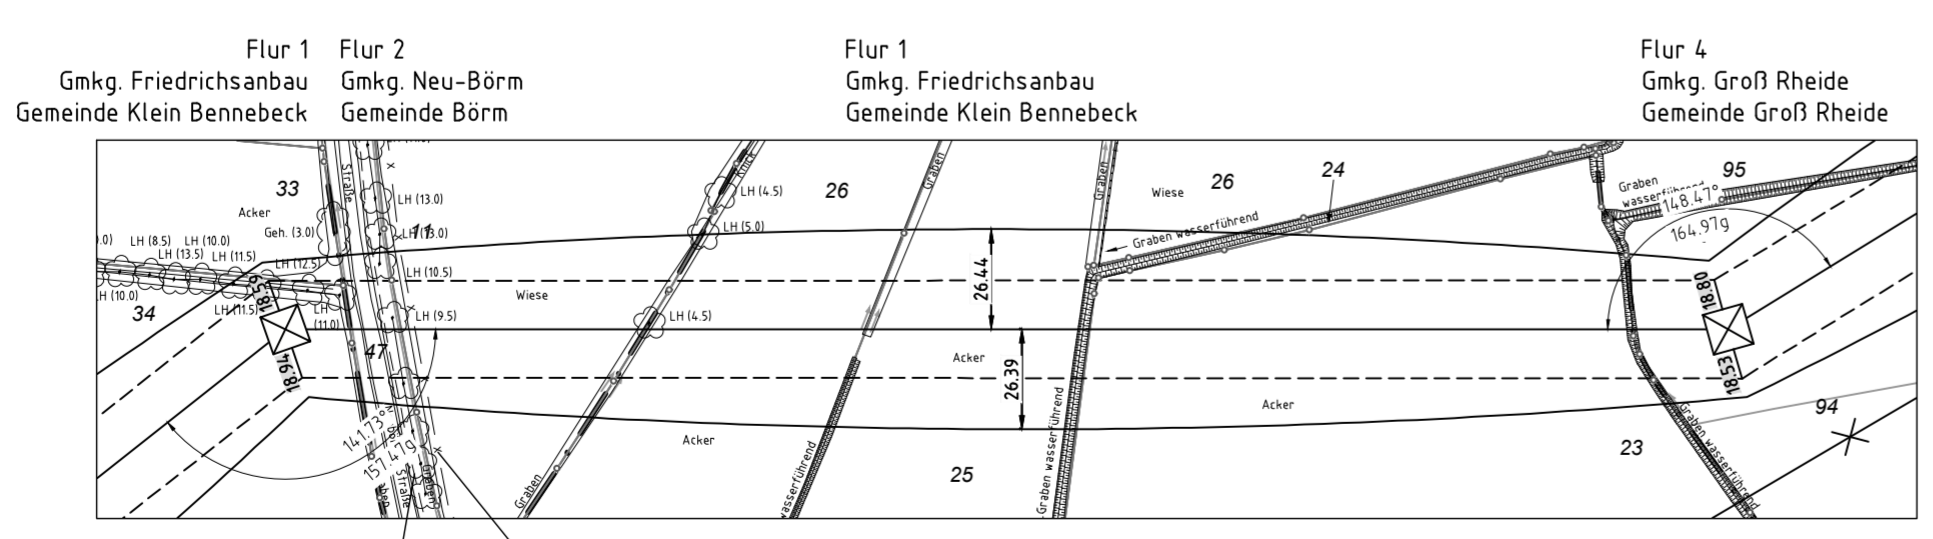 Flur 1
Gmkg. Friedrichsanbau
Gemeinde Klein Bennebeck
Flur 2
Gmkg. Neu-Börm
Gemeinde Börm
Flur 1
Gmkg. Friedrichsanbau
Gemeinde Klein Bennebeck
Flur 4
Gmkg. Groß Rheide
Gemeinde Groß Rheide
33
Acker
Geh. (3.0)
Straße
LH (13.0)
11
LH (13.0)
.0)
LH (8.5)
LH (10.0)
LH (13.5)
LH (11.5)
LH (12.5)
LH (10.5)
H (10.0)
34
LH (11.5)
LH
(11.0)
LH (9.5)
18.59
18.94
47
141.73°
157.47g
aben
Straße
Graben
Wiese
Knick
LH (4.5)
LH (5.0)
LH (4.5)
26
Graben
Graben
Acker
wasserführend
26.44
26.39
Acker
25
Graben
Graben wasserführend
Wiese
26
24
Graben wasserführend
Acker
Graben
wasserführend
95
148.47°
164.97g
18.80
18.53
94
23
Graben wasserführend